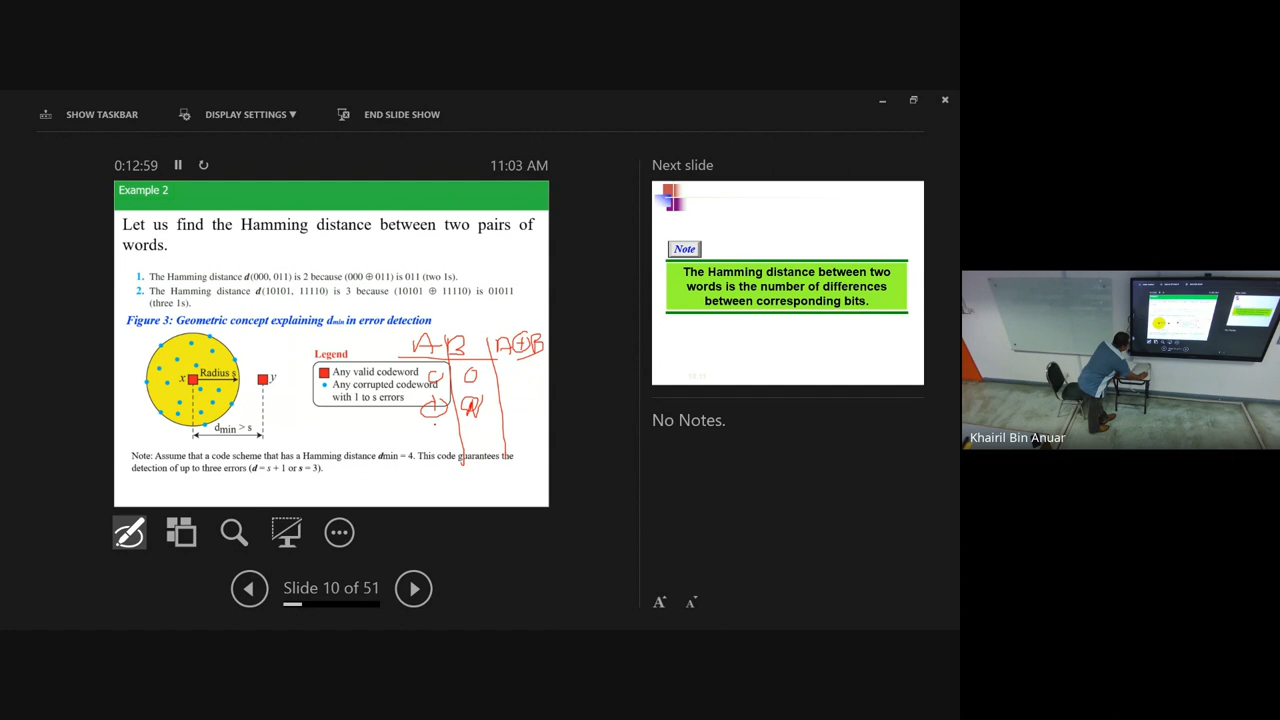 SHOW TASKBAR
DISPLAY SETTINGS ▼
END SLIDE SHOW
0:12:59
11:03 AM
Example 2
Let us find the Hamming distance between two pairs of
words.
1. The Hamming distance d(000, 011) is 2 because (000 ⊕ 011) is 011 (two 1s).
2. The Hamming distance d(10101, 11110) is 3 because (10101 ⊕ 11110) is 01011
(three 1s).
Figure 3: Geometric concept explaining dmin in error detection
Radius s
x
y
dmin > s
Legend
Any valid codeword
Any corrupted codeword
with 1 to s errors
A B A⊕B
0 0
Note: Assume that a code scheme that has a Hamming distance dmin = 4. This code guarantees the
detection of up to three errors (d = s + 1 or s = 3).
Slide 10 of 51
Next slide
Note
The Hamming distance between two
words is the number of differences
between corresponding bits.
No Notes.
A A
Khairil Bin Anuar